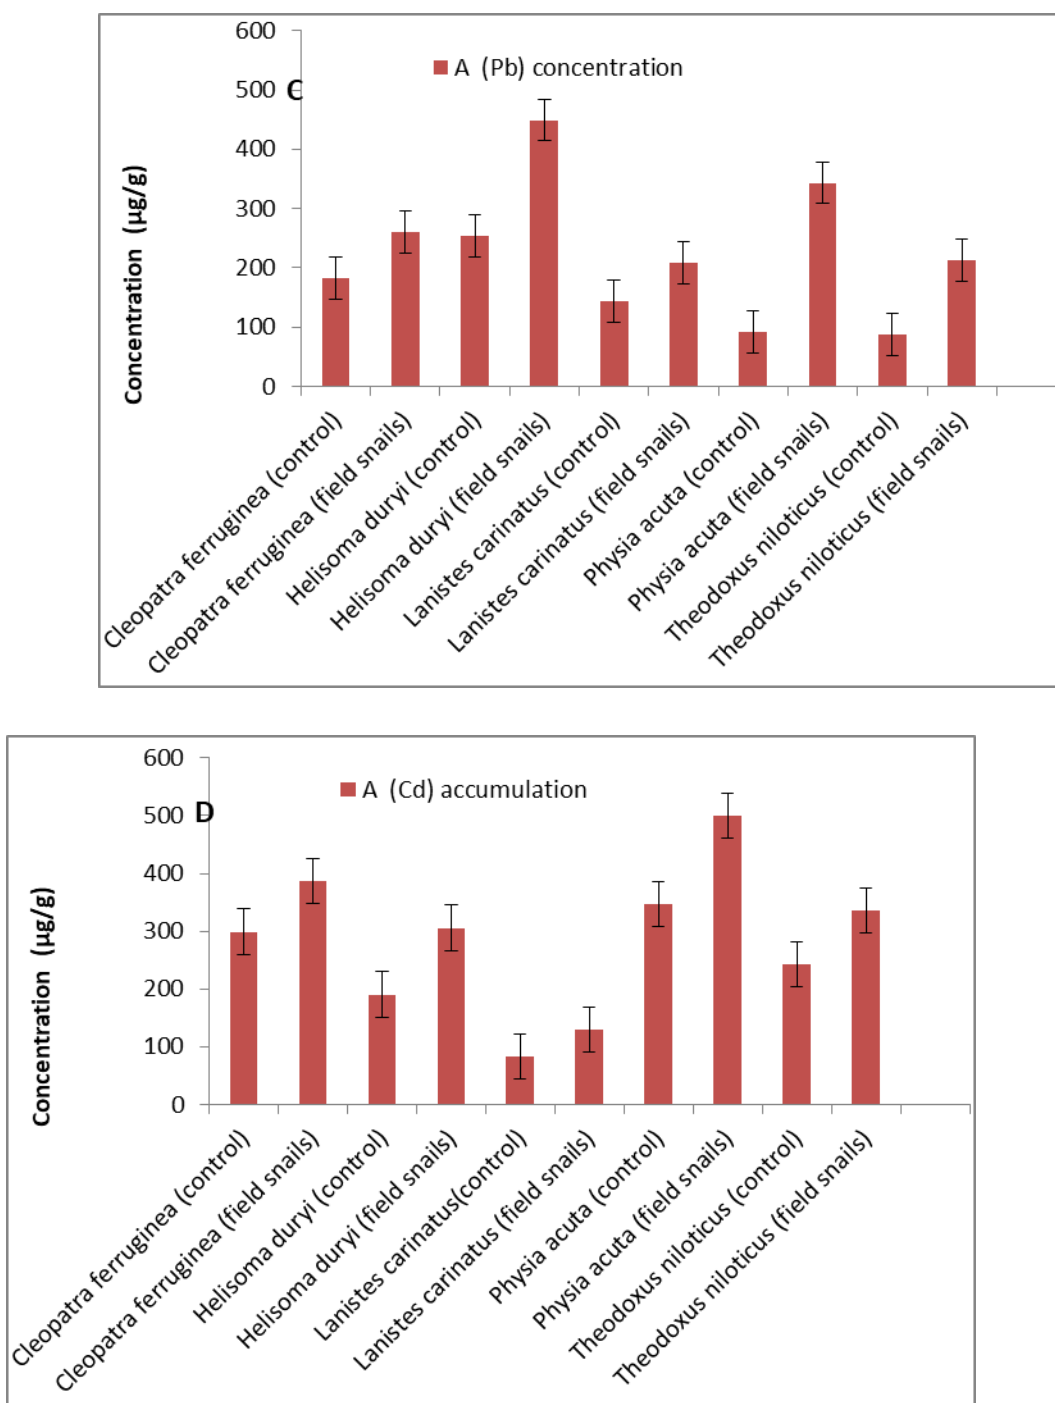 600
A (Pb) concentration
500
C
400
300
200
100
0
Concentration (µg/g)
Cleopatra ferruginea (control)
Cleopatra ferruginea (field snails)
Helisoma duryi (control)
Helisoma duryi (field snails)
Lanistes carinatus (control)
Lanistes carinatus (field snails)
Physia acuta (control)
Physia acuta (field snails)
Theodoxus niloticus (control)
Theodoxus niloticus (field snails)
600
A (Cd) accumulation
500
D
400
300
200
100
0
Concentration (µg/g)
Cleopatra ferruginea (control)
Cleopatra ferruginea (field snails)
Helisoma duryi (control)
Helisoma duryi (field snails)
Lanistes carinatus(control)
Lanistes carinatus (field snails)
Physia acuta (control)
Physia acuta (field snails)
Theodoxus niloticus (control)
Theodoxus niloticus (field snails)